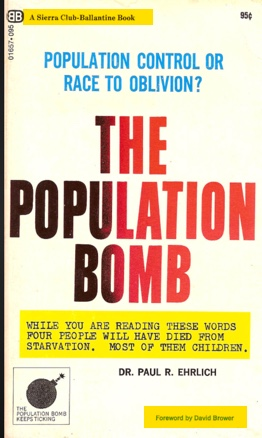 BB
A Sierra Club-Ballantine Book
95¢
01657•095
POPULATION CONTROL OR
RACE TO OBLIVION?
THE
POPULATION
BOMB
WHILE YOU ARE READING THESE WORDS
FOUR PEOPLE WILL HAVE DIED FROM
STARVATION. MOST OF THEM CHILDREN.
DR. PAUL R. EHRLICH
THE
POPULATION BOMB
KEEPS TICKING
Foreword by David Brower